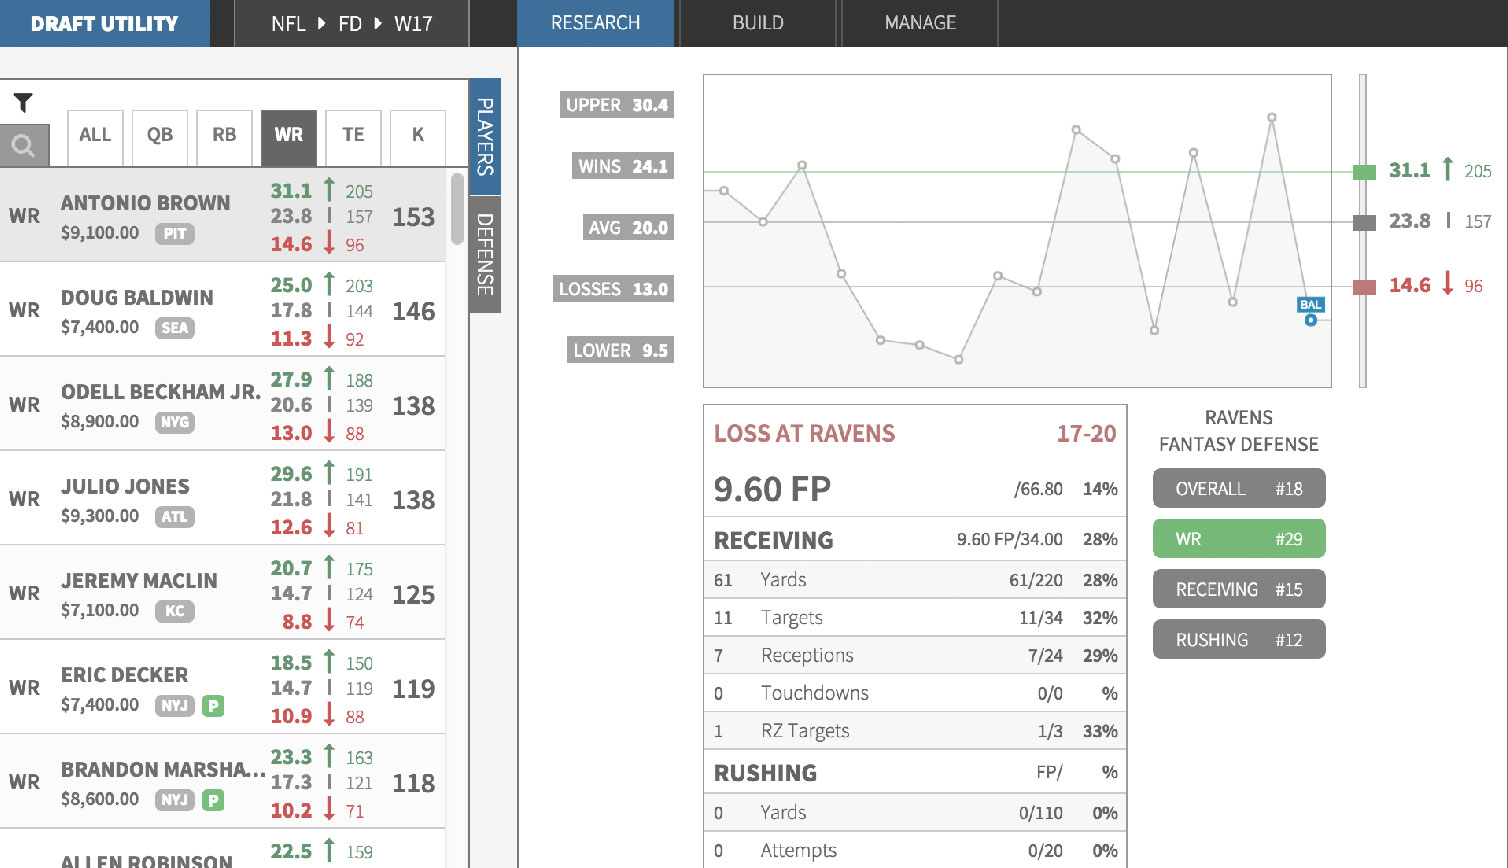 DRAFT UTILITY
NFL FD W17
RESEARCH
BUILD
MANAGE
ALL QB RB WR TE K
PLAYERS
DEFENSE
WR
ANTONIO BROWN
$9,100.00 PIT
31.1 205
23.8 157
14.6 96
153
WR
DOUG BALDWIN
$7,400.00 SEA
25.0 203
17.8 144
11.3 92
146
WR
ODELL BECKHAM JR.
$8,900.00 NYG
27.9 188
20.6 139
13.0 88
138
WR
JULIO JONES
$9,300.00 ATL
29.6 191
21.8 141
12.6 81
138
WR
JEREMY MACLIN
$7,100.00 KC
20.7 175
14.7 124
8.8 74
125
WR
ERIC DECKER
$7,400.00 NYJ P
18.5 150
14.7 119
10.9 88
119
WR
BRANDON MARSHA...
$8,600.00 NYJ P
23.3 163
17.3 121
10.2 71
118
ALLEN ROBINSON
22.5 159
UPPER 30.4
WINS 24.1
AVG 20.0
LOSSES 13.0
LOWER 9.5
BAL
31.1 205
23.8 157
14.6 96
LOSS AT RAVENS 17-20
9.60 FP /66.80 14%
RECEIVING 9.60 FP/34.00 28%
61 Yards 61/220 28%
11 Targets 11/34 32%
7 Receptions 7/24 29%
0 Touchdowns 0/0 %
1 RZ Targets 1/3 33%
RUSHING FP/ %
0 Yards 0/110 0%
0 Attempts 0/20 0%
RAVENS
FANTASY DEFENSE
OVERALL #18
WR #29
RECEIVING #15
RUSHING #12